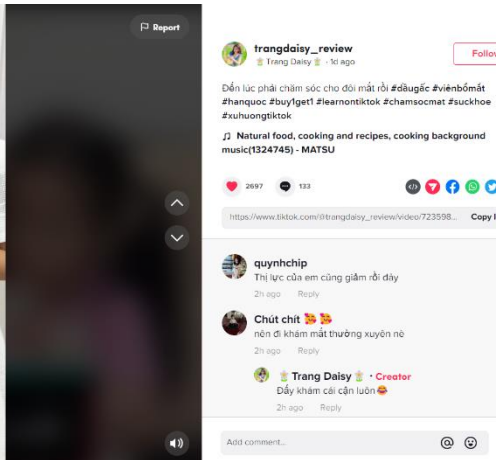 Report
trangdaisy_review
Trang Daisy · 1d ago
Follow
Đến lúc phải chăm sóc cho đôi mắt rồi #dầugấc #viênbổmắt
#hanquoc #buy1get1 #learnontiktok #chamsocmat #suckhoe
#xuhuongtiktok
Natural food, cooking and recipes, cooking background
music(1324745) - MATSU
2697
133
https://www.tiktok.com/@trangdaisy_review/video/723598...
Copy l
quynhchip
Thị lực của em cũng giảm rồi đây
2h ago Reply
Chút chít
nên đi khám mắt thường xuyên nè
2h ago Reply
Trang Daisy · Creator
Đấy khám cái cận luôn
2h ago Reply
Add comment...